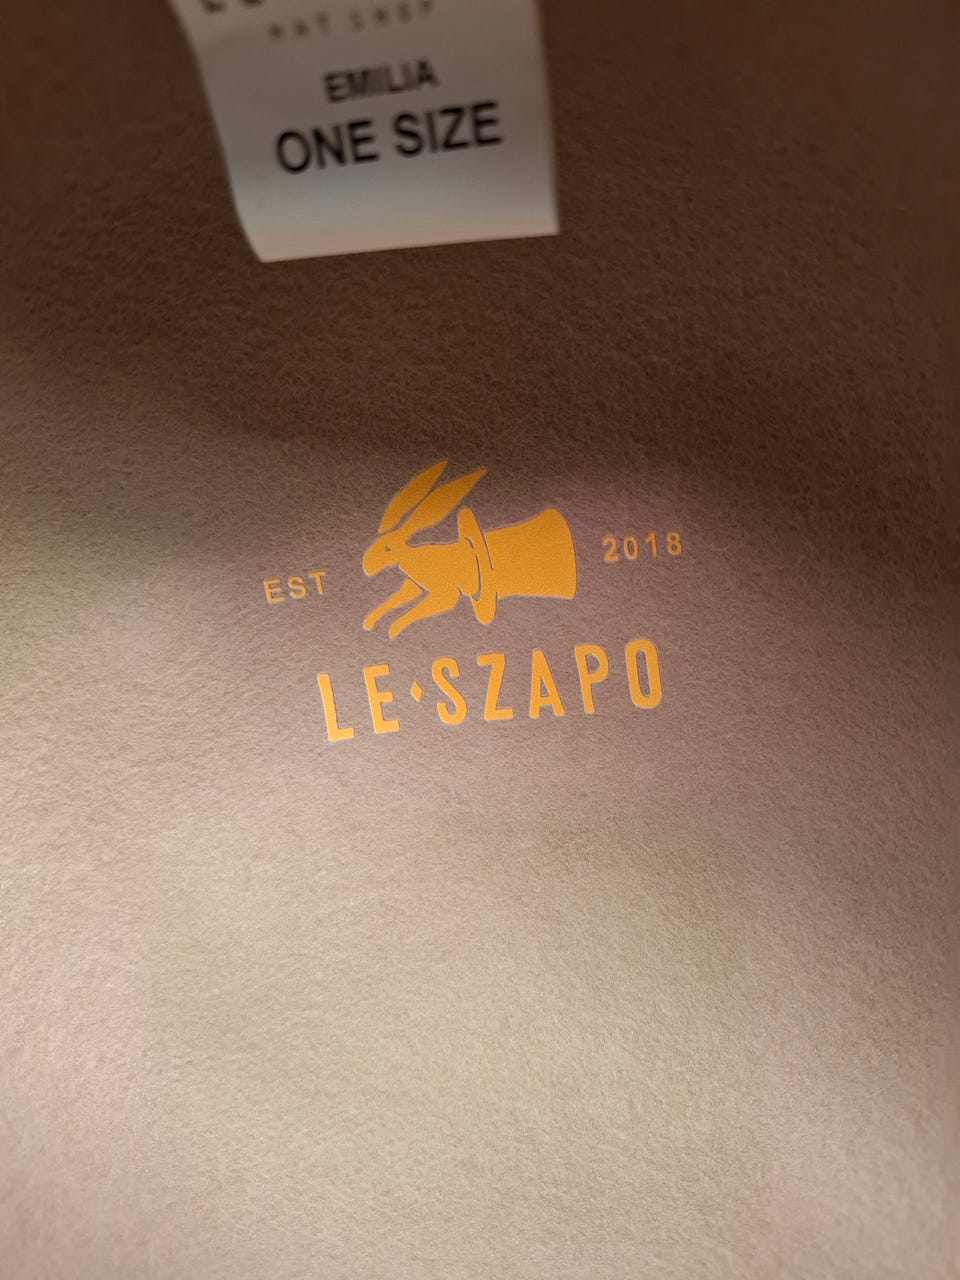 HAT SHOP
EMILIA
ONE SIZE
EST 2018
LE⬧SZAPO